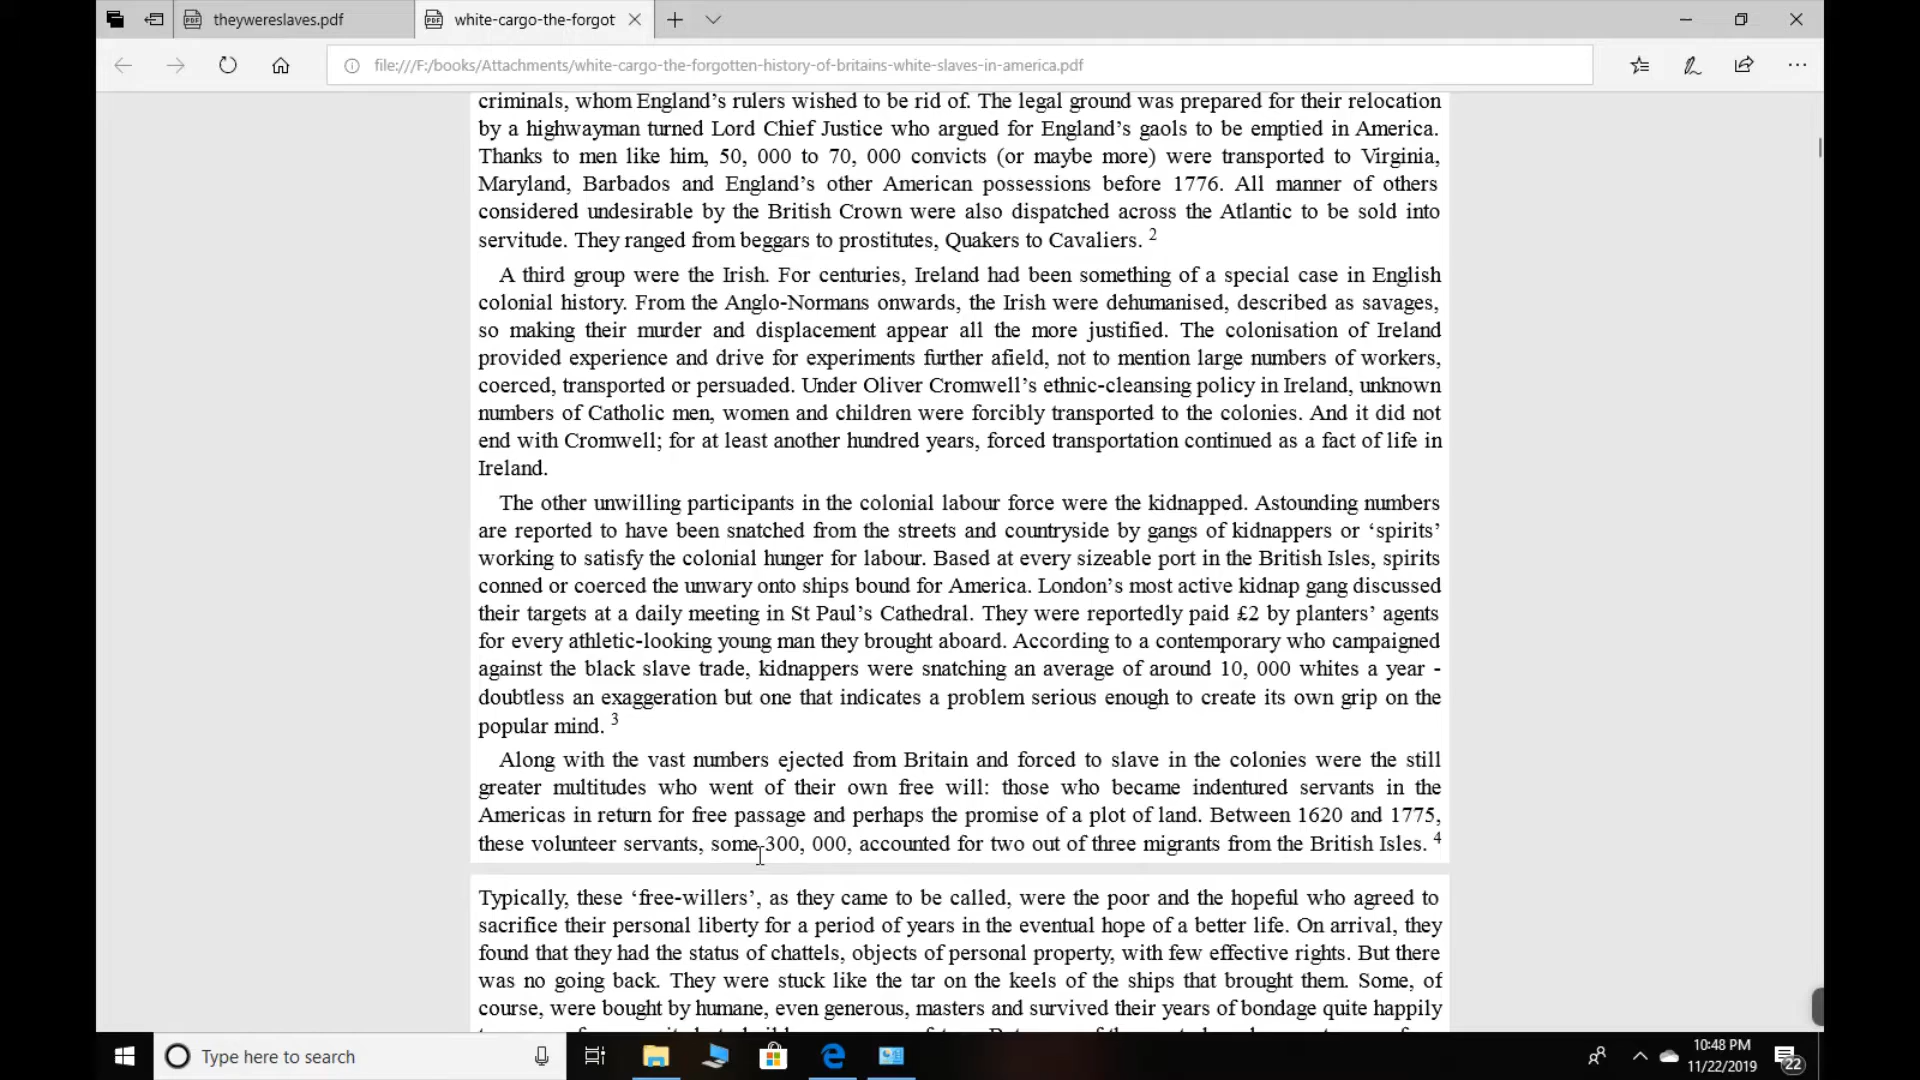 theywereslaves.pdf
white-cargo-the-forgot
file:///F:/books/Attachments/white-cargo-the-forgotten-history-of-britains-white-slaves-in-america.pdf
criminals, whom England’s rulers wished to be rid of. The legal ground was prepared for their relocation
by a highwayman turned Lord Chief Justice who argued for England’s gaols to be emptied in America.
Thanks to men like him, 50, 000 to 70, 000 convicts (or maybe more) were transported to Virginia,
Maryland, Barbados and England’s other American possessions before 1776. All manner of others
considered undesirable by the British Crown were also dispatched across the Atlantic to be sold into
servitude. They ranged from beggars to prostitutes, Quakers to Cavaliers. 2
A third group were the Irish. For centuries, Ireland had been something of a special case in English
colonial history. From the Anglo-Normans onwards, the Irish were dehumanised, described as savages,
so making their murder and displacement appear all the more justified. The colonisation of Ireland
provided experience and drive for experiments further afield, not to mention large numbers of workers,
coerced, transported or persuaded. Under Oliver Cromwell’s ethnic-cleansing policy in Ireland, unknown
numbers of Catholic men, women and children were forcibly transported to the colonies. And it did not
end with Cromwell; for at least another hundred years, forced transportation continued as a fact of life in
Ireland.
The other unwilling participants in the colonial labour force were the kidnapped. Astounding numbers
are reported to have been snatched from the streets and countryside by gangs of kidnappers or ‘spirits’
working to satisfy the colonial hunger for labour. Based at every sizeable port in the British Isles, spirits
conned or coerced the unwary onto ships bound for America. London’s most active kidnap gang discussed
their targets at a daily meeting in St Paul’s Cathedral. They were reportedly paid £2 by planters’ agents
for every athletic-looking young man they brought aboard. According to a contemporary who campaigned
against the black slave trade, kidnappers were snatching an average of around 10, 000 whites a year -
doubtless an exaggeration but one that indicates a problem serious enough to create its own grip on the
popular mind. 3
Along with the vast numbers ejected from Britain and forced to slave in the colonies were the still
greater multitudes who went of their own free will: those who became indentured servants in the
Americas in return for free passage and perhaps the promise of a plot of land. Between 1620 and 1775,
these volunteer servants, some 300, 000, accounted for two out of three migrants from the British Isles. 4
Typically, these ‘free-willers’, as they came to be called, were the poor and the hopeful who agreed to
sacrifice their personal liberty for a period of years in the eventual hope of a better life. On arrival, they
found that they had the status of chattels, objects of personal property, with few effective rights. But there
was no going back. They were stuck like the tar on the keels of the ships that brought them. Some, of
course, were bought by humane, even generous, masters and survived their years of bondage quite happily
Type here to search
10:48 PM
11/22/2019
22